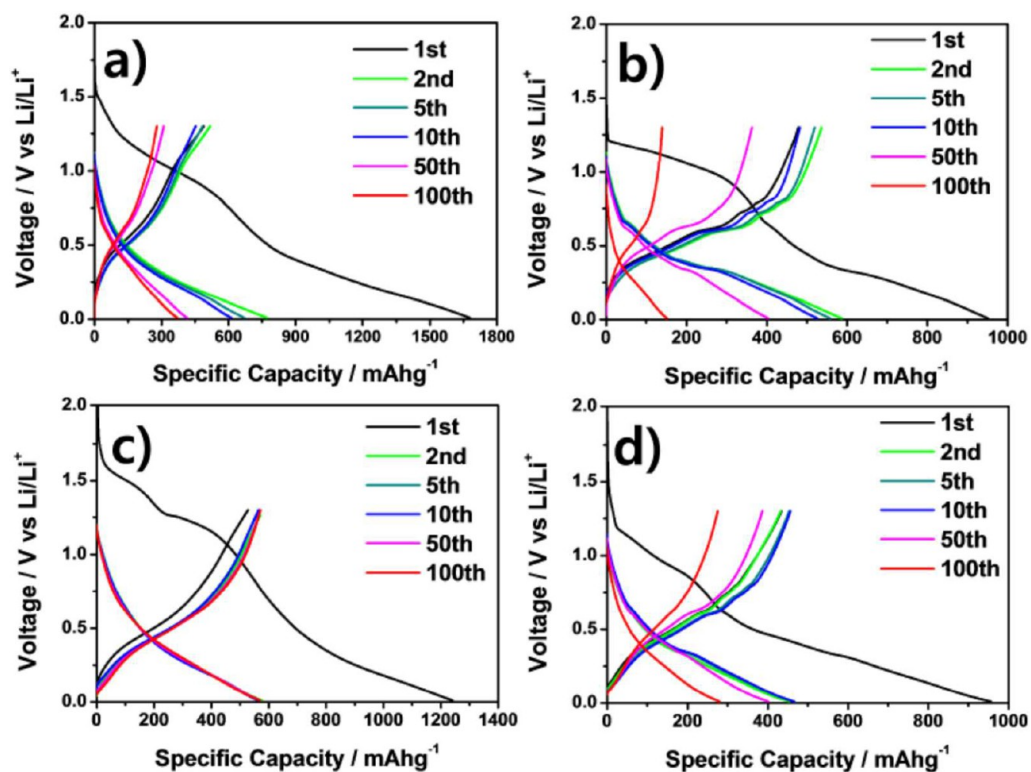 a)
2.0
1.5
1.0
0.5
0.0
Voltage / V vs Li/Li⁺
1st
2nd
5th
10th
50th
100th
0 300 600 900 1200 1500 1800
Specific Capacity / mAhg⁻¹
b)
2.0
1.5
1.0
0.5
0.0
Voltage / V vs Li/Li⁺
1st
2nd
5th
10th
50th
100th
0 200 400 600 800 1000
Specific Capacity / mAhg⁻¹
c)
2.0
1.5
1.0
0.5
0.0
Voltage / V vs Li/Li⁺
1st
2nd
5th
10th
50th
100th
0 200 400 600 800 1000 1200 1400
Specific Capacity / mAhg⁻¹
d)
2.0
1.5
1.0
0.5
0.0
Voltage / V vs Li/Li⁺
1st
2nd
5th
10th
50th
100th
0 200 400 600 800 1000
Specific Capacity / mAhg⁻¹